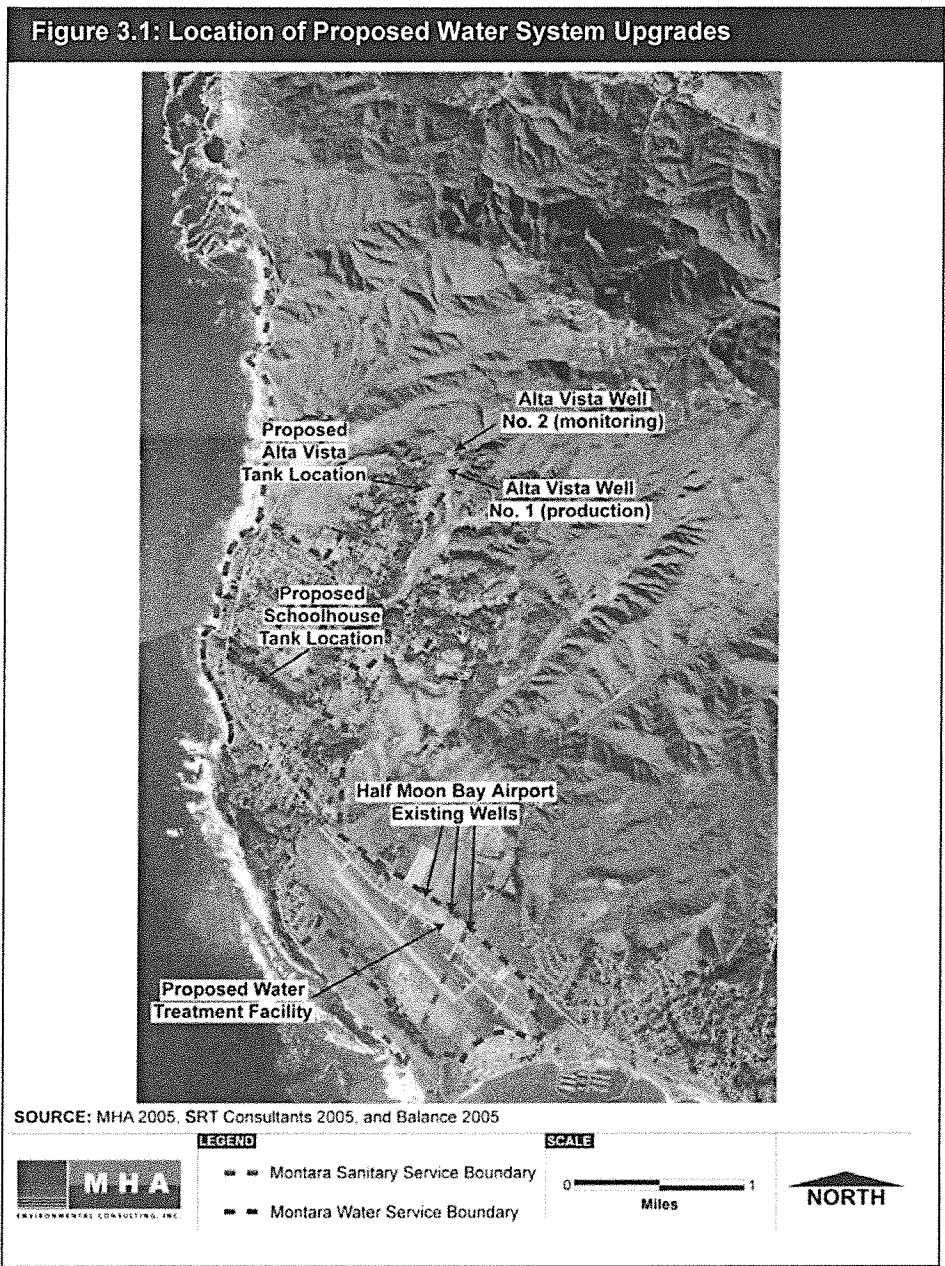 Figure 3.1: Location of Proposed Water System Upgrades
Alta Vista Well
No. 2 (monitoring)
Proposed
Alta Vista
Tank Location
Alta Vista Well
No. 1 (production)
Proposed
Schoolhouse
Tank Location
Half Moon Bay Airport
Existing Wells
Proposed Water
Treatment Facility
SOURCE: MHA 2005, SRT Consultants 2005, and Balance 2005
LEGEND
SCALE
MHA
ENVIRONMENTAL CONSULTING, INC.
Montara Sanitary Service Boundary
Montara Water Service Boundary
0 1
Miles
NORTH